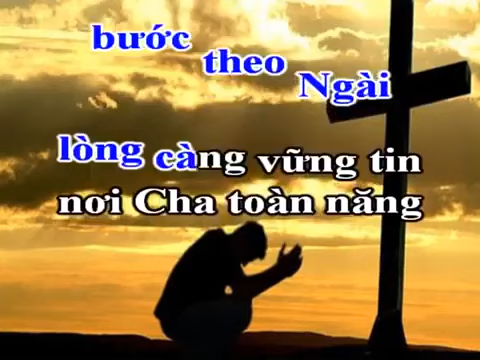 bước theo Ngài
lòng càng vững tin
nơi Cha toàn năng